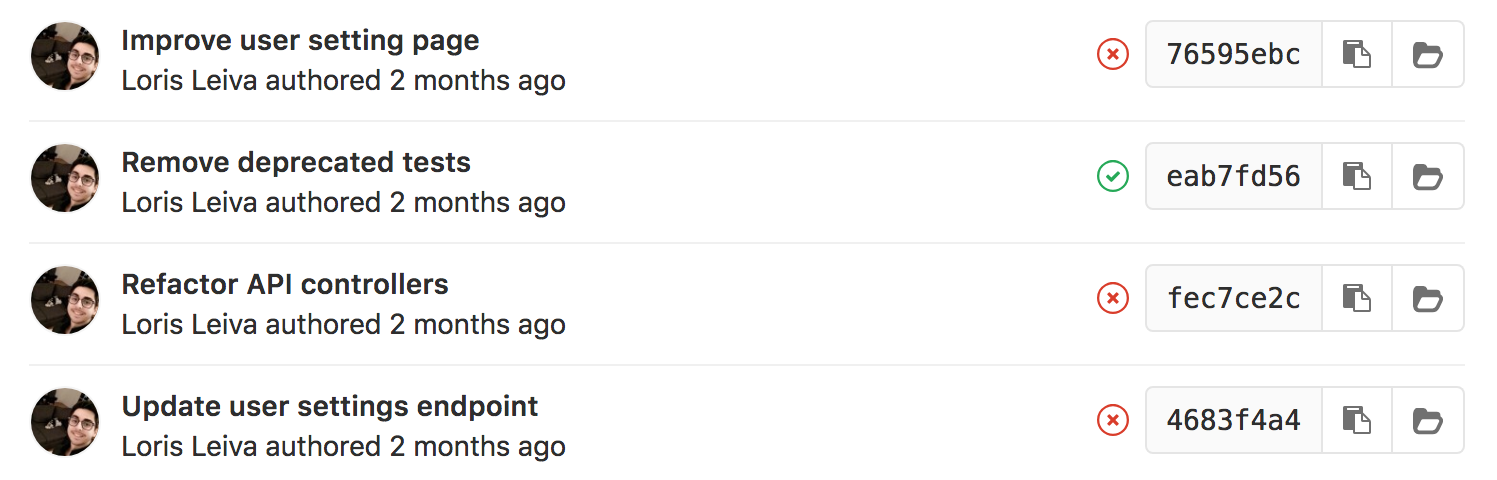 Improve user setting page
Loris Leiva authored 2 months ago
76595ebc
Remove deprecated tests
Loris Leiva authored 2 months ago
eab7fd56
Refactor API controllers
Loris Leiva authored 2 months ago
fec7ce2c
Update user settings endpoint
Loris Leiva authored 2 months ago
4683f4a4